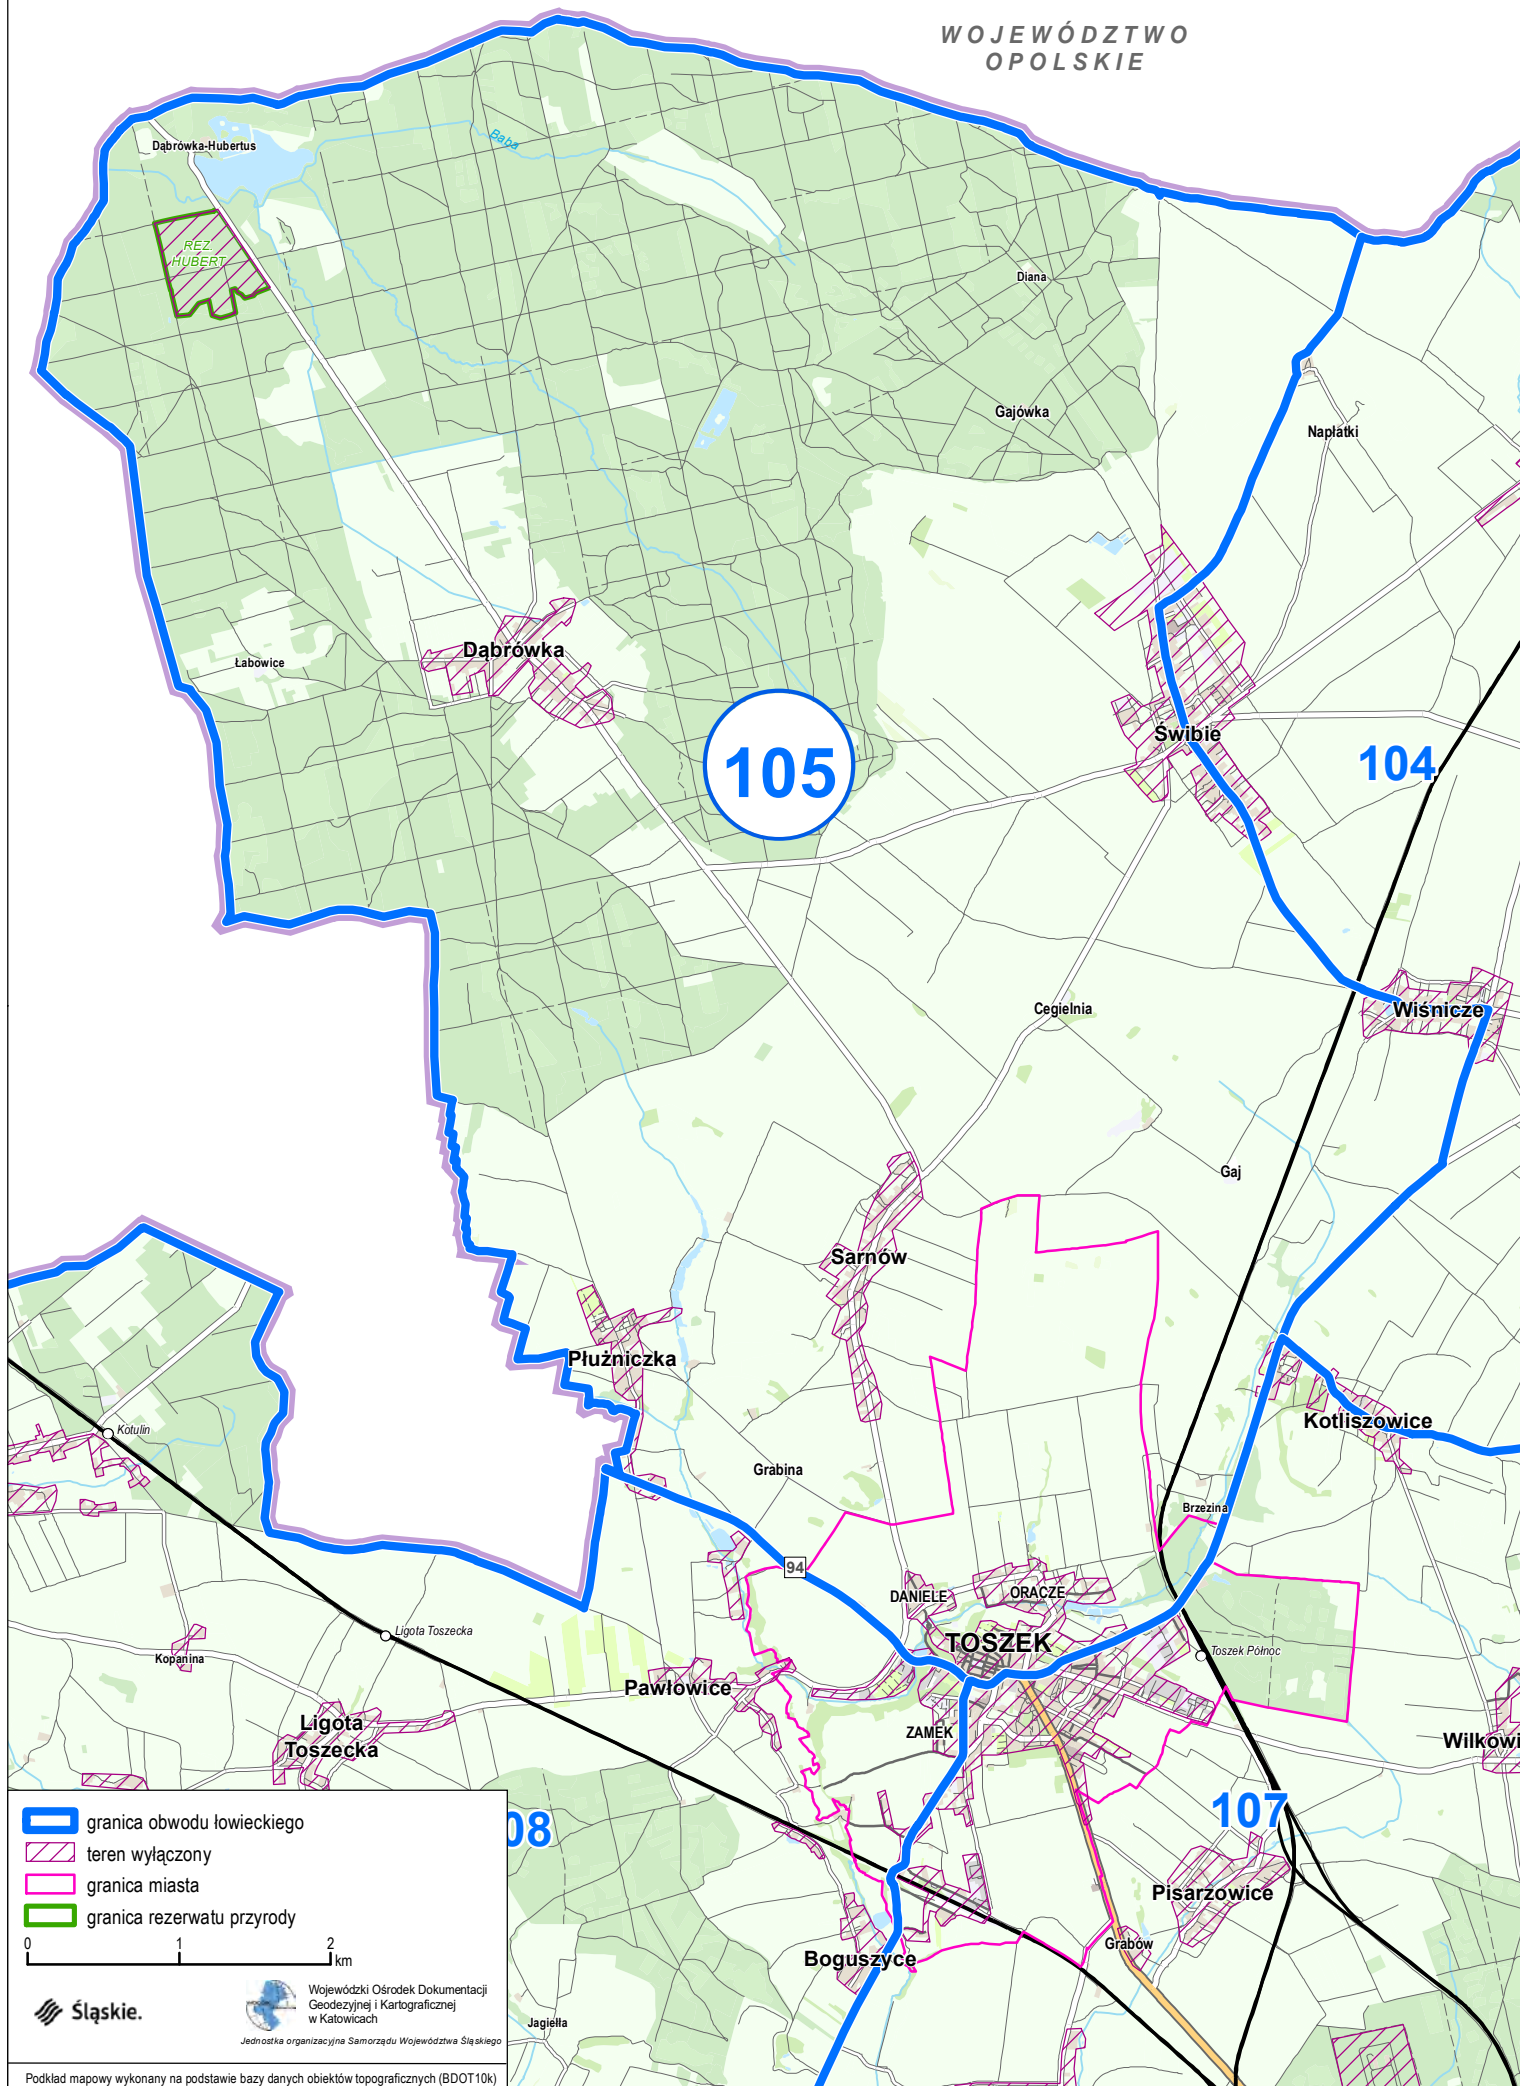 WOJEWÓDZTWO
OPOLSKIE
Baba
Dąbrówka-Hubertus
REZ.
HUBERT
Diana
Gajówka
Napłatki
Dąbrówka
Łabowice
Świbie
105
104
Cegielnia
Wiśnicze
Gaj
Sarnów
Płużniczka
Kotliszowice
Kotulin
Grabina
Brzezina
94
DANIELE
ORACZE
TOSZEK
Ligota Toszecka
Toszek Północ
Kopanina
Pawłowice
Ligota
Toszecka
ZAMEK
Wilkowi
08
107
granica obwodu łowieckiego
teren wyłączony
granica miasta
granica rezerwatu przyrody
0 1 2
km
Pisarzowice
Grabów
Boguszyce
Jagiełła
Śląskie.
Wojewódzki Ośrodek Dokumentacji
Geodezyjnej i Kartograficznej
w Katowicach
Jednostka organizacyjna Samorządu Województwa Śląskiego
Podkład mapowy wykonany na podstawie bazy danych obiektów topograficznych (BDOT10k)